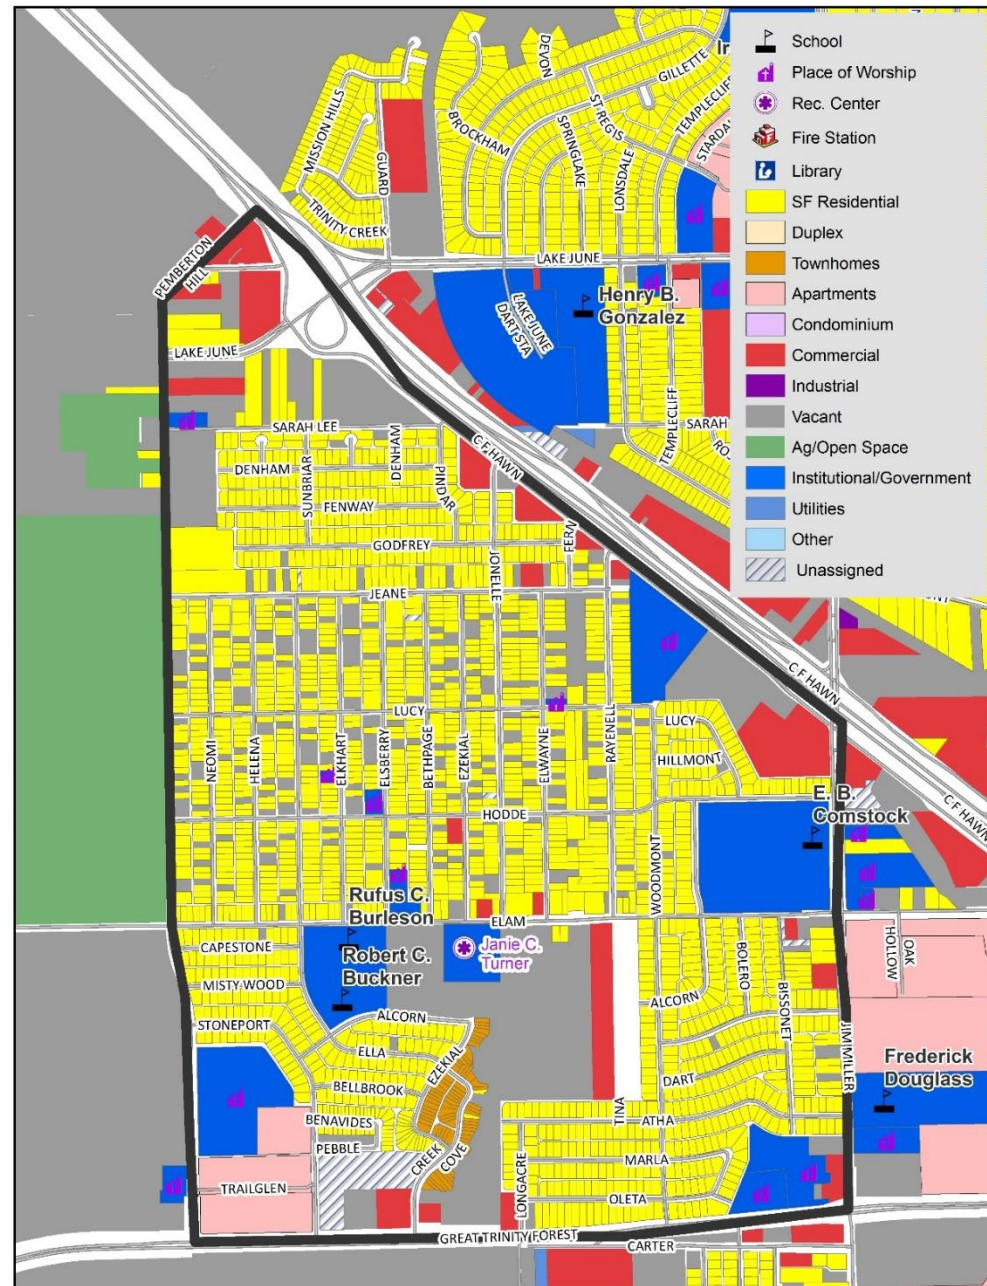 School
Place of Worship
Rec. Center
Fire Station
Library
SF Residential
Duplex
Townhomes
Apartments
Condominium
Commercial
Industrial
Vacant
Ag/Open Space
Institutional/Government
Utilities
Other
Unassigned
DEVON
GILLETTE
ST REGIS
TEMPLECLIFF
BROCKHAM
SPRINGLAKE
LONSDALE
MISSION HILLS
GUARD
TRINITY CREEK
LAKE JUNE
PEMBERTON
HILL
Henry B.
Gonzalez
LAKE JUNE
DART STA
LAKE JUNE
TEMPLECLIFF
SARAH LEE
SARAH
C F HAWN
DENHAM
DENHAM
SUNBRIAR
PINDAR
FENWAY
GODFREY
FERN
JONELLE
JEANE
C F HAWN
LUCY
LUCY
NEOMI
HELENA
ELKHART
ELSBERRY
BETHPAGE
EZEKIAL
ELWAYNE
RAYENELL
HILLMONT
C F HAWN
E. B.
Comstock
HODDE
WOODMONT
Rufus C.
Burleson
ELAM
CAPESTONE
Robert C.
Buckner
Janie C.
Turner
OAK
HOLLOW
BOLERO
BISSONET
MISTY WOOD
ALCORN
STONEPORT
ALCORN
ELLA
EZEKIAL
JIM MILLER
Frederick
Douglass
BELLBROOK
DART
TINA
ATHA
BENAVIDES
PEBBLE
CREEK
COVE
MARLA
TRAILGLEN
LONGACRE
OLETA
GREAT TRINITY FOREST
CARTER